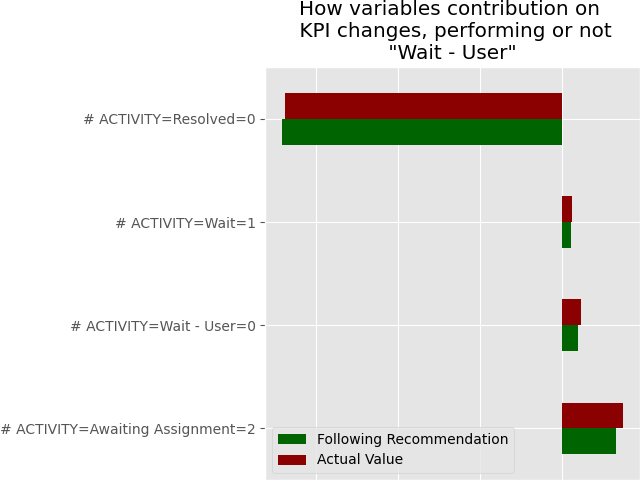 How variables contribution on
KPI changes, performing or not
"Wait - User"
# ACTIVITY=Resolved=0
# ACTIVITY=Wait=1
# ACTIVITY=Wait - User=0
# ACTIVITY=Awaiting Assignment=2
Following Recommendation
Actual Value